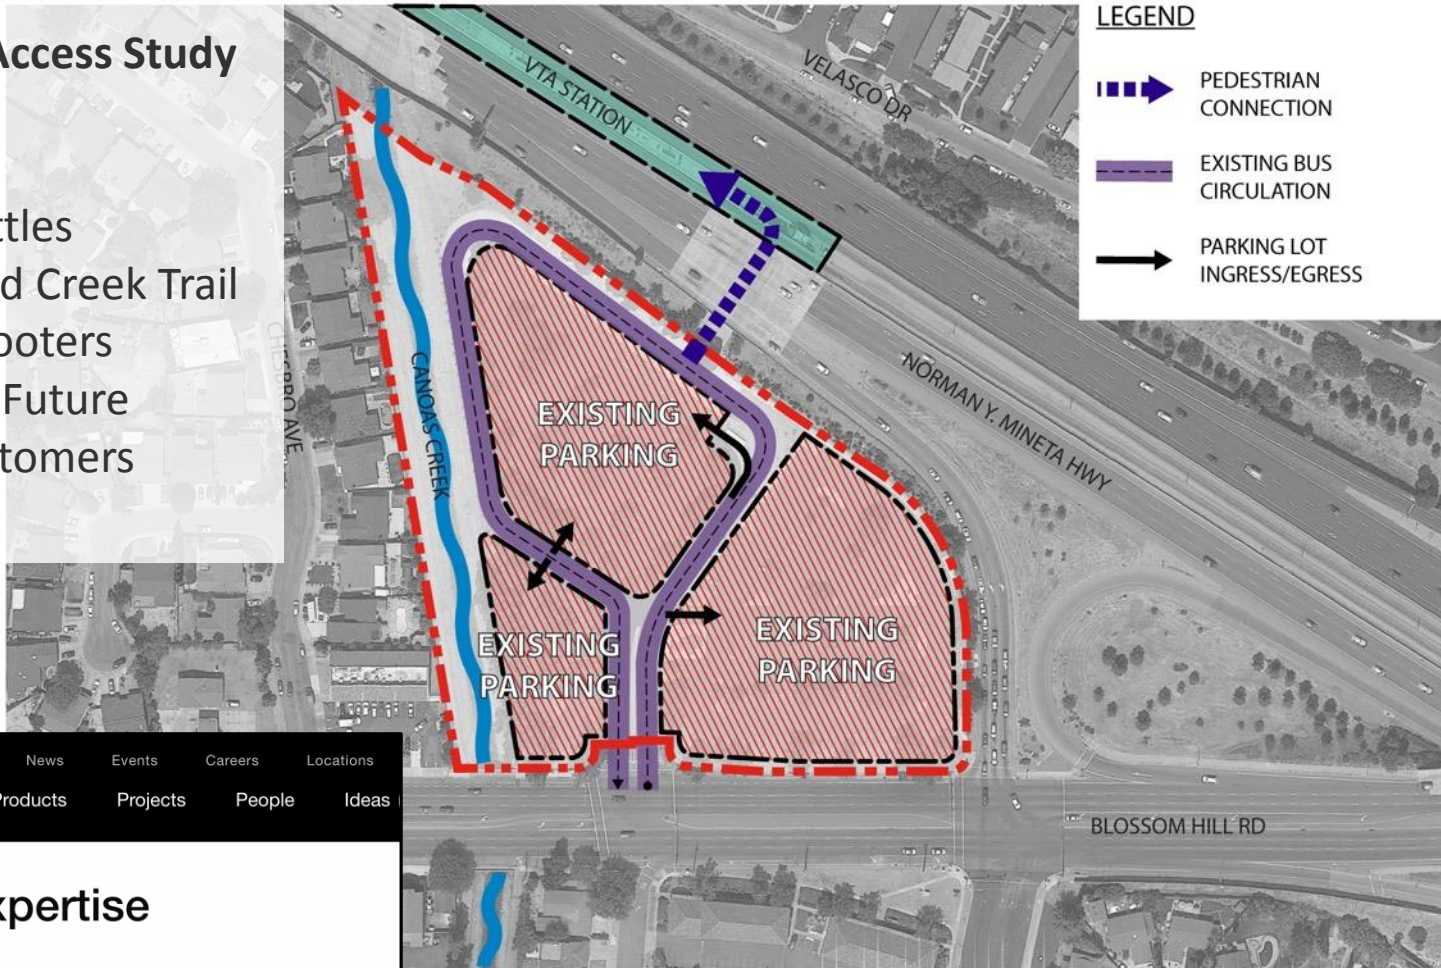 Access Study
ttles
d Creek Trail
ooters
Future
stomers
LEGEND
PEDESTRIAN
CONNECTION
EXISTING BUS
CIRCULATION
PARKING LOT
INGRESS/EGRESS
VELASCO DR
VTA STATION
CHESBRO AVE
CANOAS CREEK
NORMAN Y. MINETA HWY
EXISTING
PARKING
EXISTING
PARKING
EXISTING
PARKING
BLOSSOM HILL RD
News Events Careers Locations
Products Projects People Ideas
xpertise